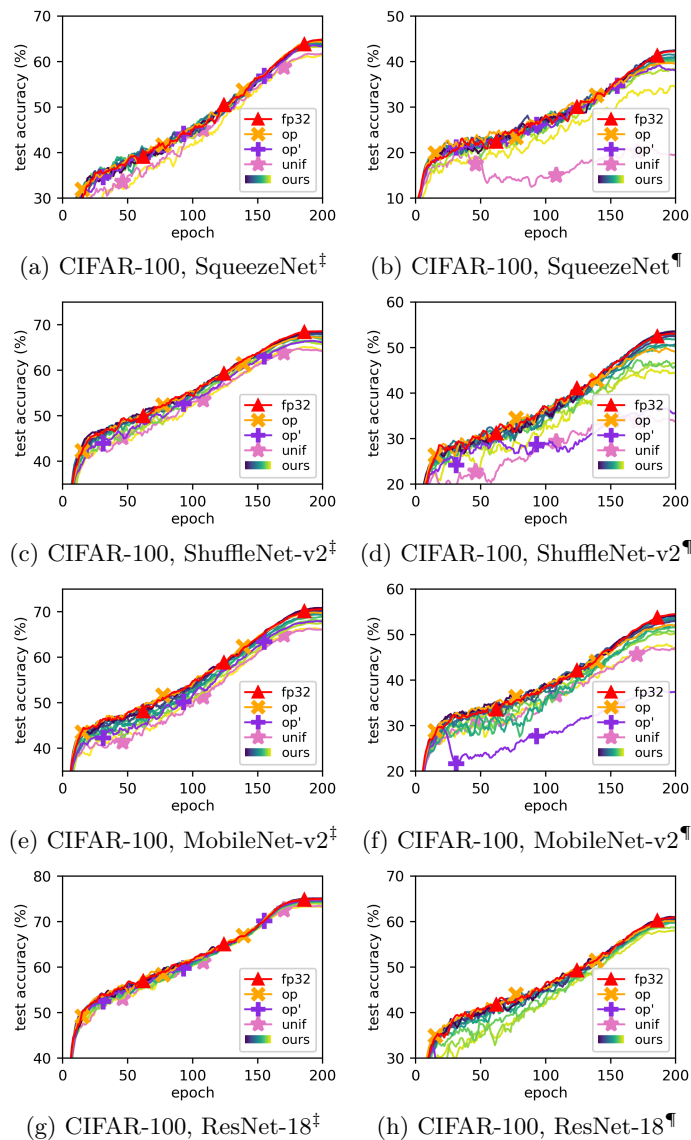 70
60
50
40
30
test accuracy (%)
0 50 100 150 200
epoch
fp32
op
op'
unif
ours
(a) CIFAR-100, SqueezeNet‡
50
40
30
20
10
test accuracy (%)
0 50 100 150 200
epoch
fp32
op
op'
unif
ours
(b) CIFAR-100, SqueezeNet¶
70
60
50
40
test accuracy (%)
0 50 100 150 200
epoch
fp32
op
op'
unif
ours
(c) CIFAR-100, ShuffleNet-v2‡
60
50
40
30
20
test accuracy (%)
0 50 100 150 200
epoch
fp32
op
op'
unif
ours
(d) CIFAR-100, ShuffleNet-v2¶
70
60
50
40
test accuracy (%)
0 50 100 150 200
epoch
fp32
op
op'
unif
ours
(e) CIFAR-100, MobileNet-v2‡
60
50
40
30
20
test accuracy (%)
0 50 100 150 200
epoch
fp32
op
op'
unif
ours
(f) CIFAR-100, MobileNet-v2¶
80
70
60
50
40
test accuracy (%)
0 50 100 150 200
epoch
fp32
op
op'
unif
ours
(g) CIFAR-100, ResNet-18‡
70
60
50
40
30
test accuracy (%)
0 50 100 150 200
epoch
fp32
op
op'
unif
ours
(h) CIFAR-100, ResNet-18¶